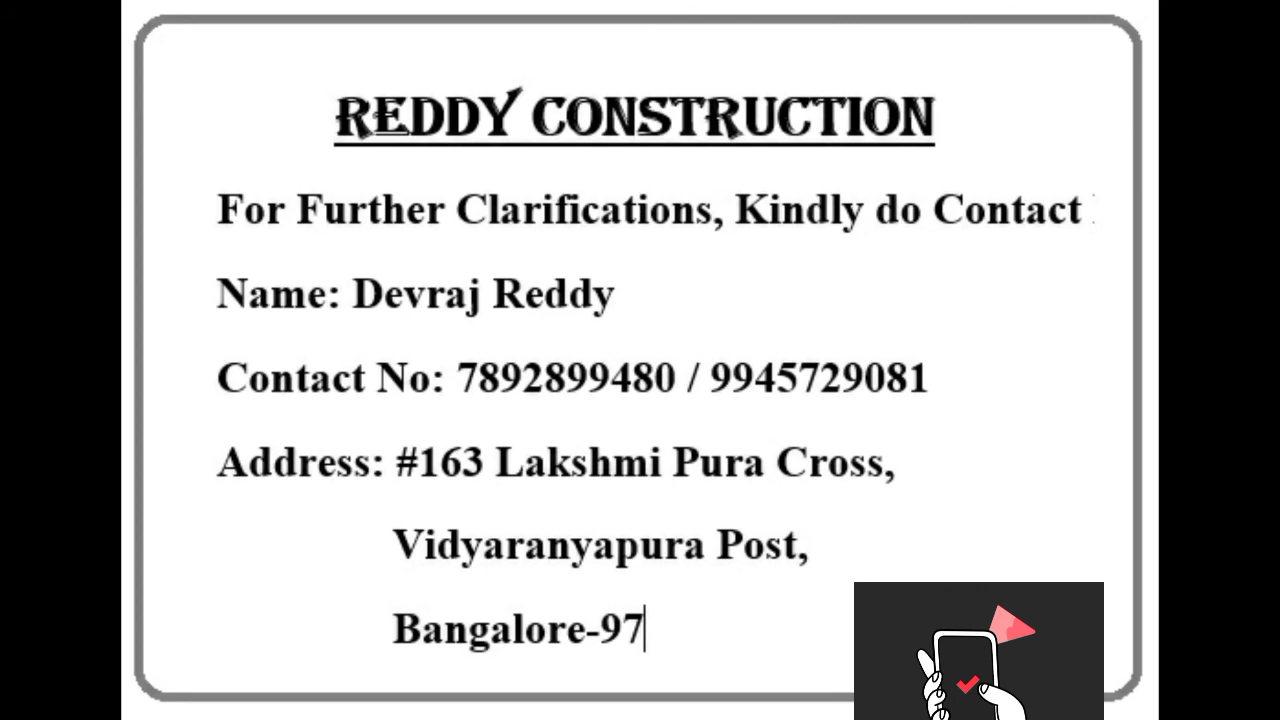 REDDY CONSTRUCTION
For Further Clarifications, Kindly do Contact
Name: Devraj Reddy
Contact No: 7892899480 / 9945729081
Address: #163 Lakshmi Pura Cross,
Vidyaranyapura Post,
Bangalore-97